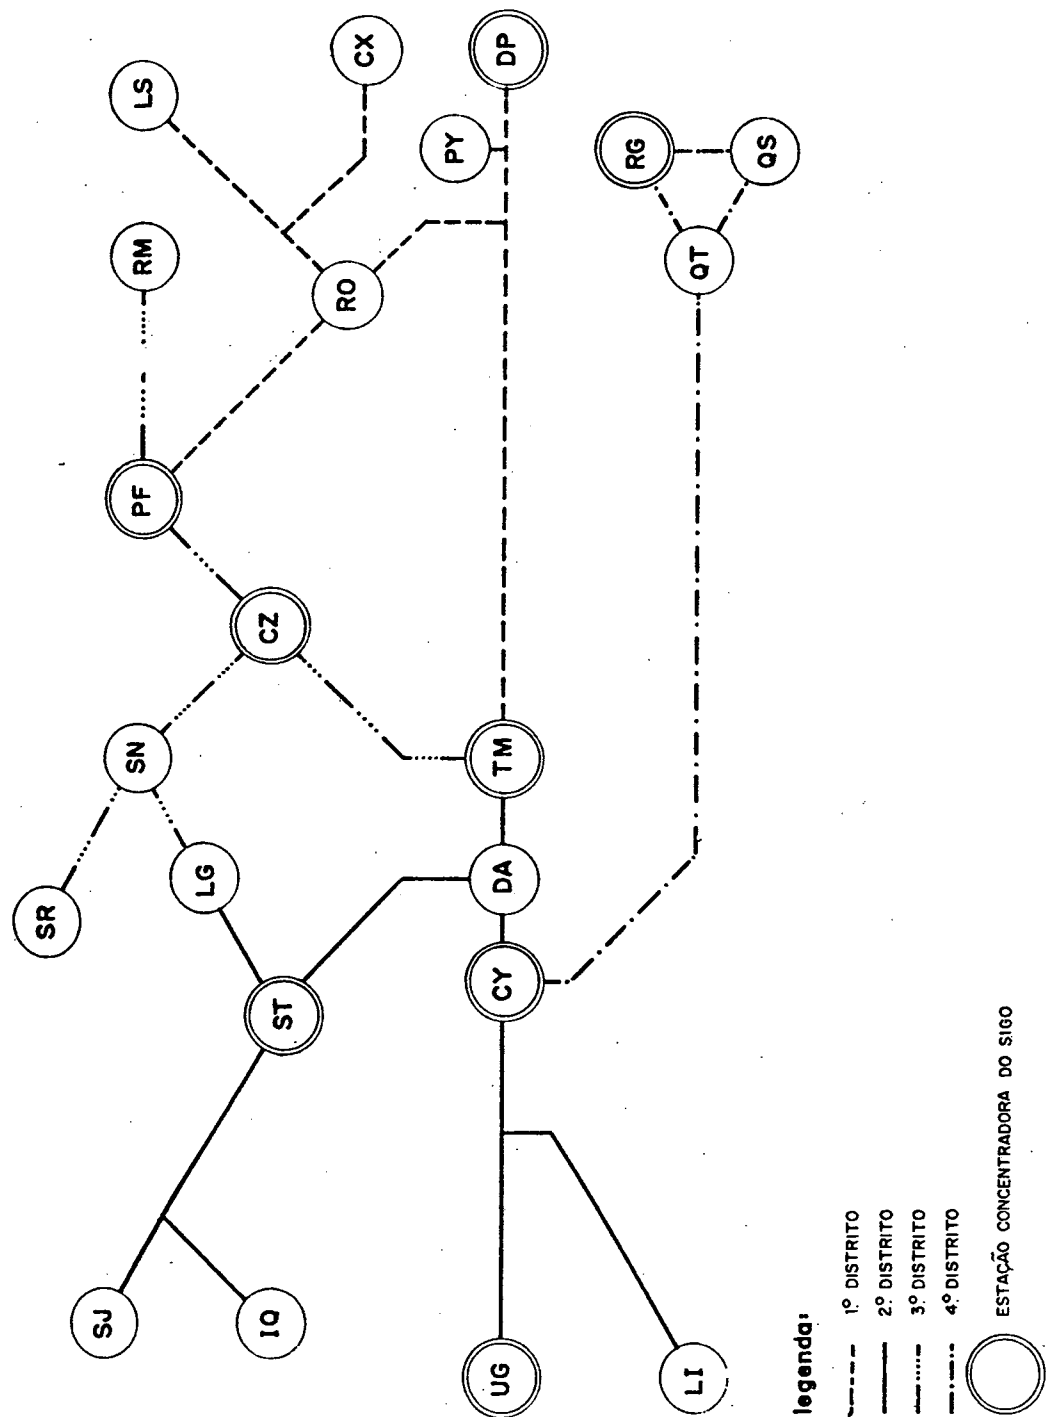 SR
SJ
SN
PF
RM
LS
LG
IQ
ST
CZ
RO
CX
PY
UG
CY
DA
TM
DP
RG
LI
QT
QS
legenda:
1º DISTRITO
2º DISTRITO
3º DISTRITO
4º DISTRITO
ESTAÇÃO CONCENTRADORA DO SIGO